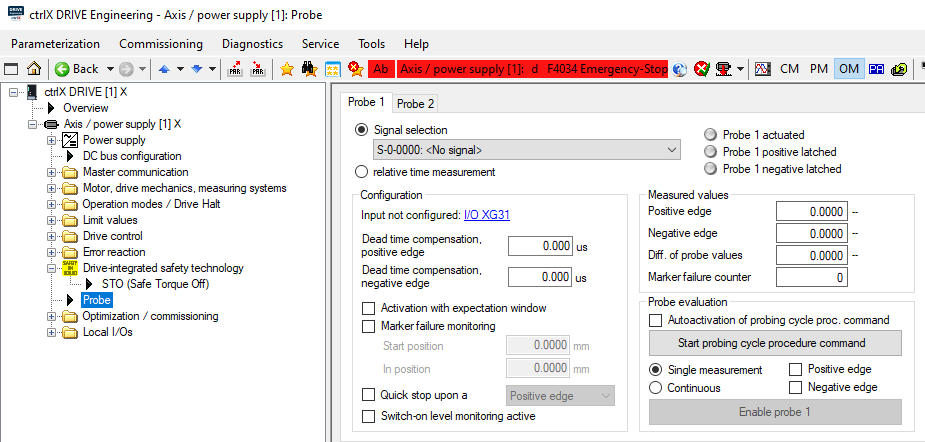 ctrlX DRIVE Engineering - Axis / power supply [1]: Probe
Parameterization Commissioning Diagnostics Service Tools Help
Back PAR PAR Ab Axis / power supply [1]: d F4034 Emergency-Stop CM PM OM
ctrlX DRIVE [1] X
Overview
Axis / power supply [1] X
Power supply
DC bus configuration
Master communication
Motor, drive mechanics, measuring systems
Operation modes / Drive Halt
Limit values
Drive control
Error reaction
Drive-integrated safety technology
STO (Safe Torque Off)
Probe
Optimization / commissioning
Local I/Os
Probe 1 Probe 2
Signal selection
S-0-0000: <No signal>
relative time measurement
Probe 1 actuated
Probe 1 positive latched
Probe 1 negative latched
Configuration
Input not configured: I/O XG31
Dead time compensation,
positive edge 0.000 us
Dead time compensation,
negative edge 0.000 us
Activation with expectation window
Marker failure monitoring
Start position 0.0000 mm
In position 0.0000 mm
Quick stop upon a Positive edge
Switch-on level monitoring active
Measured values
Positive edge 0.0000 --
Negative edge 0.0000 --
Diff. of probe values 0.0000 --
Marker failure counter 0
Probe evaluation
Autoactivation of probing cycle proc. command
Start probing cycle procedure command
Single measurement Positive edge
Continuous Negative edge
Enable probe 1